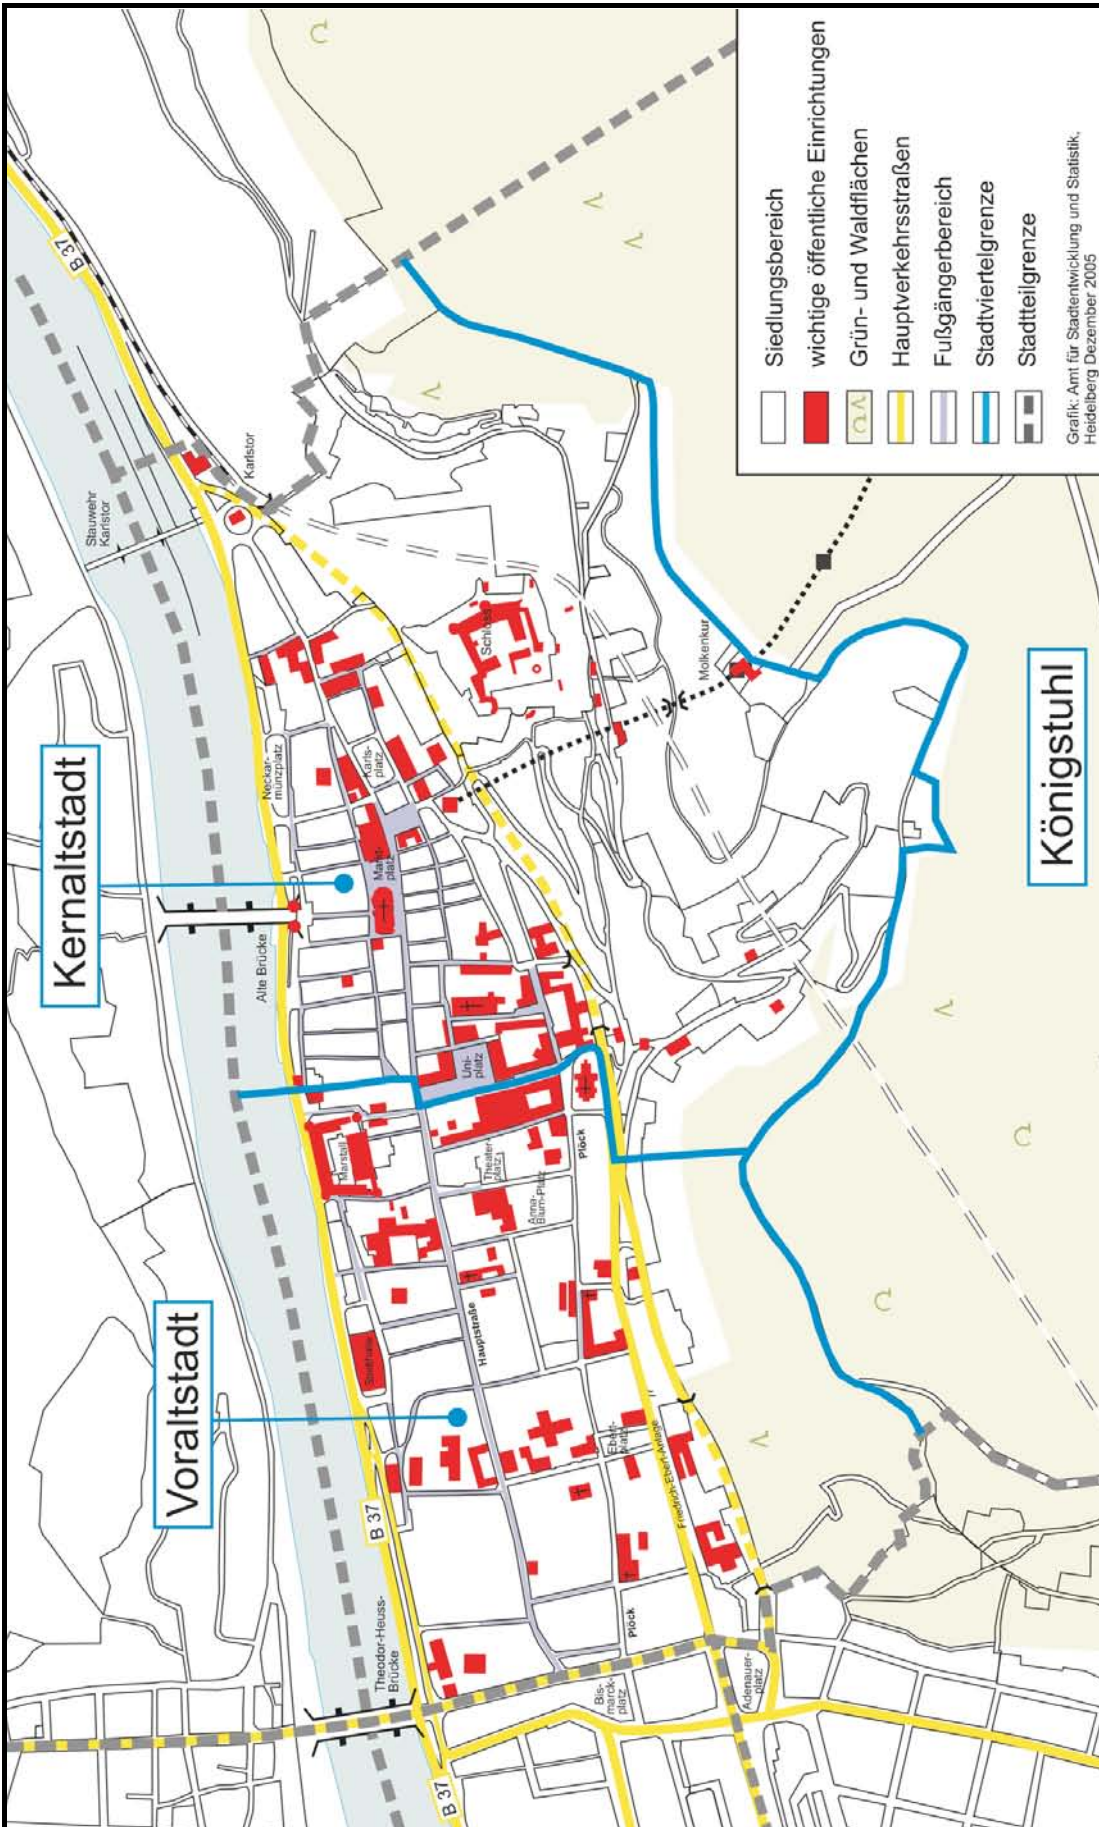 Kernaltstadt
Voraltstadt
Königstuhl
B 37
Stauwehr
Karlstor
Karlstor
Neckar-
münzplatz
Karls-
platz
Schloss
Molkenkur
Alte Brücke
Markt-
platz
Uni-
platz
Marstall
Theater-
platz
Anna-
Blum-Platz
Plöck
Hauptstraße
Stadthalle
Ebert-
platz
Friedrich-Ebert-Anlage
B 37
Theodor-Heuss-
Brücke
Plöck
Bis-
marck-
platz
Adenauer-
platz
B 37
Siedlungsbereich
wichtige öffentliche Einrichtungen
Grün- und Waldflächen
Hauptverkehrsstraßen
Fußgängerbereich
Stadtviertelgrenze
Stadtteilgrenze
Grafik: Amt für Stadtentwicklung und Statistik,
Heidelberg Dezember 2005